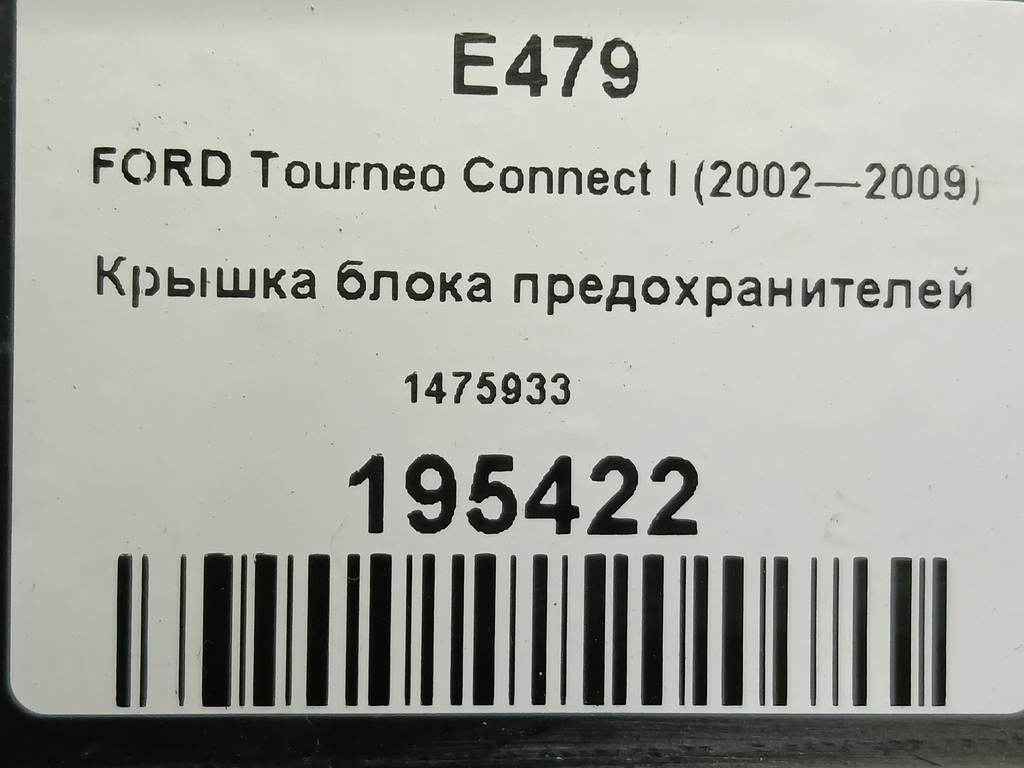 E479
FORD Tourneo Connect I (2002—2009)
Крышка блока предохранителей
1475933
195422